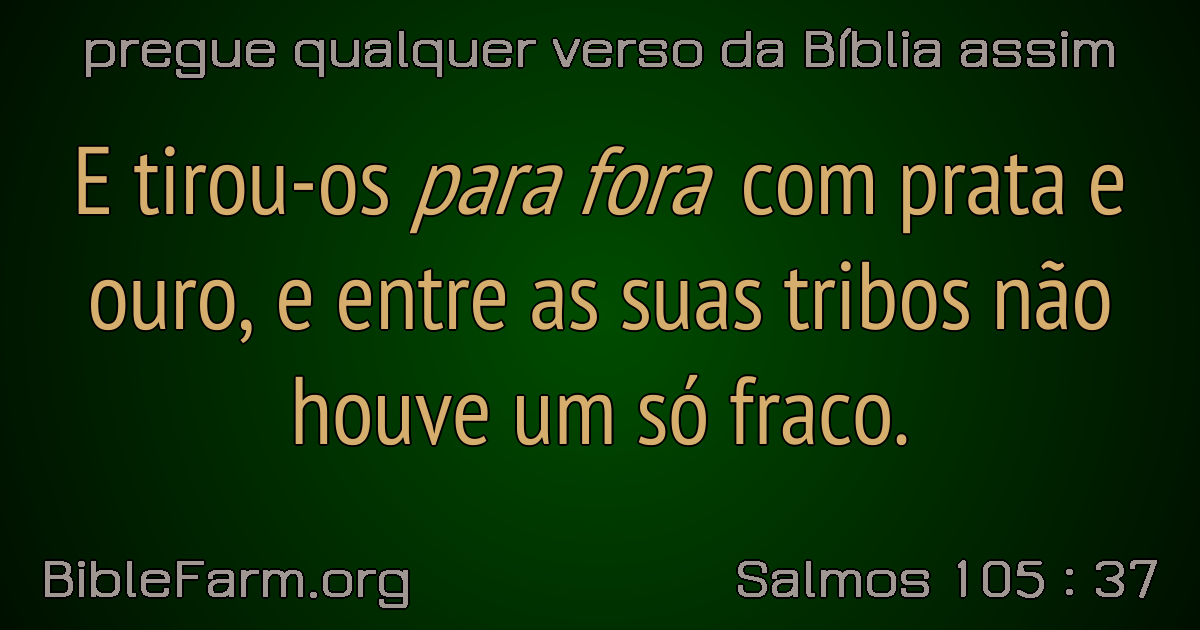 pregue qualquer verso da Bíblia assim
E tirou-os para fora com prata e
ouro, e entre as suas tribos não
houve um só fraco.
BibleFarm.org
Salmos 105 : 37